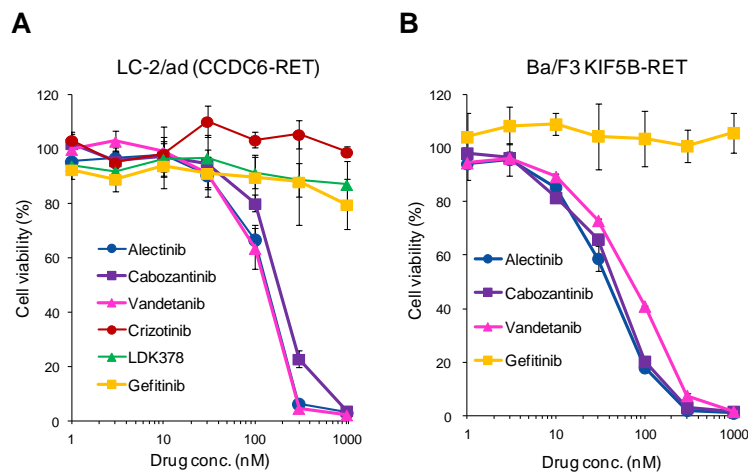 A
LC-2/ad (CCDC6-RET)
Cell viability (%)
120
100
80
60
40
20
0
Alectinib
Cabozantinib
Vandetanib
Crizotinib
LDK378
Gefitinib
1
10
100
1000
Drug conc. (nM)
B
Ba/F3 KIF5B-RET
Cell viability (%)
120
100
80
60
40
20
0
Alectinib
Cabozantinib
Vandetanib
Gefitinib
1
10
100
1000
Drug conc. (nM)